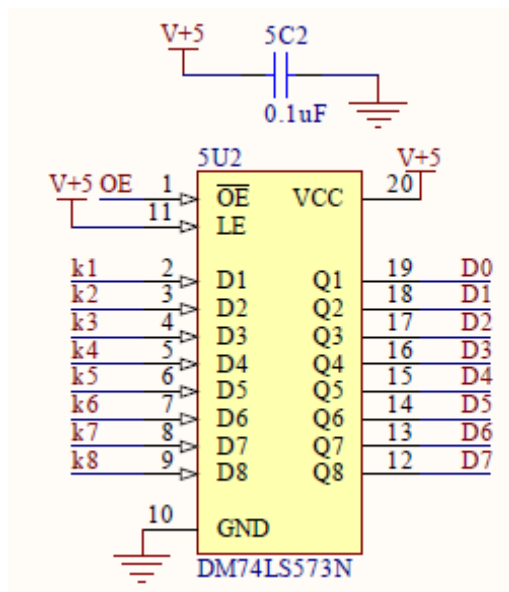 V+5 5C2
0.1uF
5U2 V+5
V+5 OE 1 OE VCC 20
11 LE
k1 2 D1 Q1 19 D0
k2 3 D2 Q2 18 D1
k3 4 D3 Q3 17 D2
k4 5 D4 Q4 16 D3
k5 6 D5 Q5 15 D4
k6 7 D6 Q6 14 D5
k7 8 D7 Q7 13 D6
k8 9 D8 Q8 12 D7
10 GND
DM74LS573N